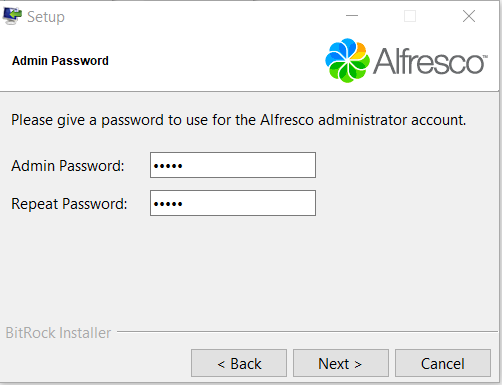 Setup
Admin Password
Alfresco™
Please give a password to use for the Alfresco administrator account.
Admin Password: •••••
Repeat Password: •••••
BitRock Installer
< Back Next > Cancel